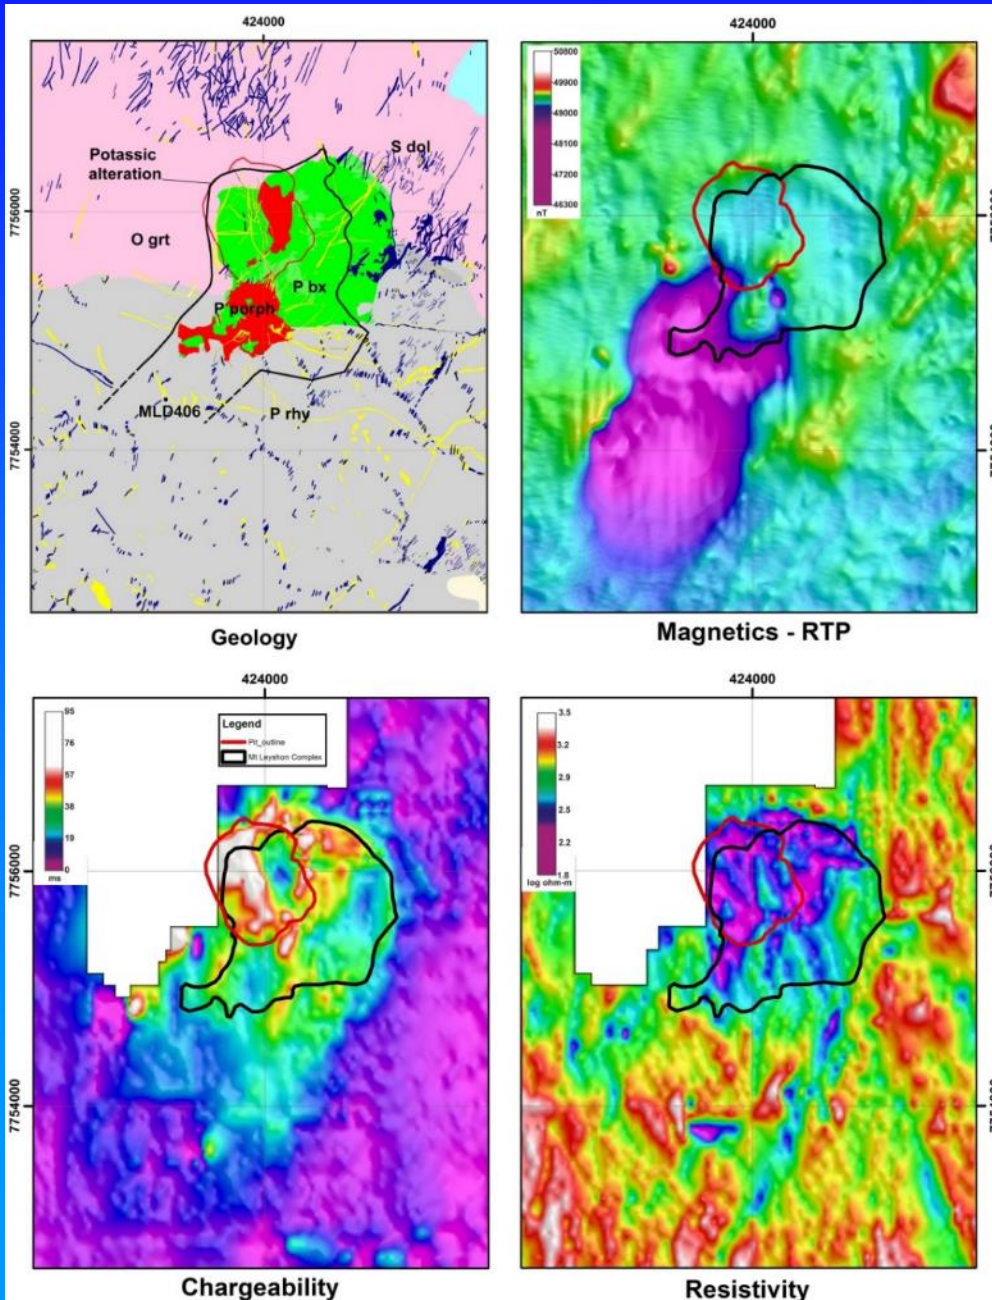 424000
424000
7756000
7754000
Potassic
alteration
S dol
O grt
P bx
P porph
MLD406
P rhy
Geology
50800
49900
49000
48100
47200
46300
nT
Magnetics - RTP
424000
424000
7756000
7754000
95
76
57
38
19
0
ms
Legend
Pit_outline
Mt Leyshon Complex
Chargeability
3.5
3.2
2.9
2.5
2.2
1.8
log ohm-m
Resistivity